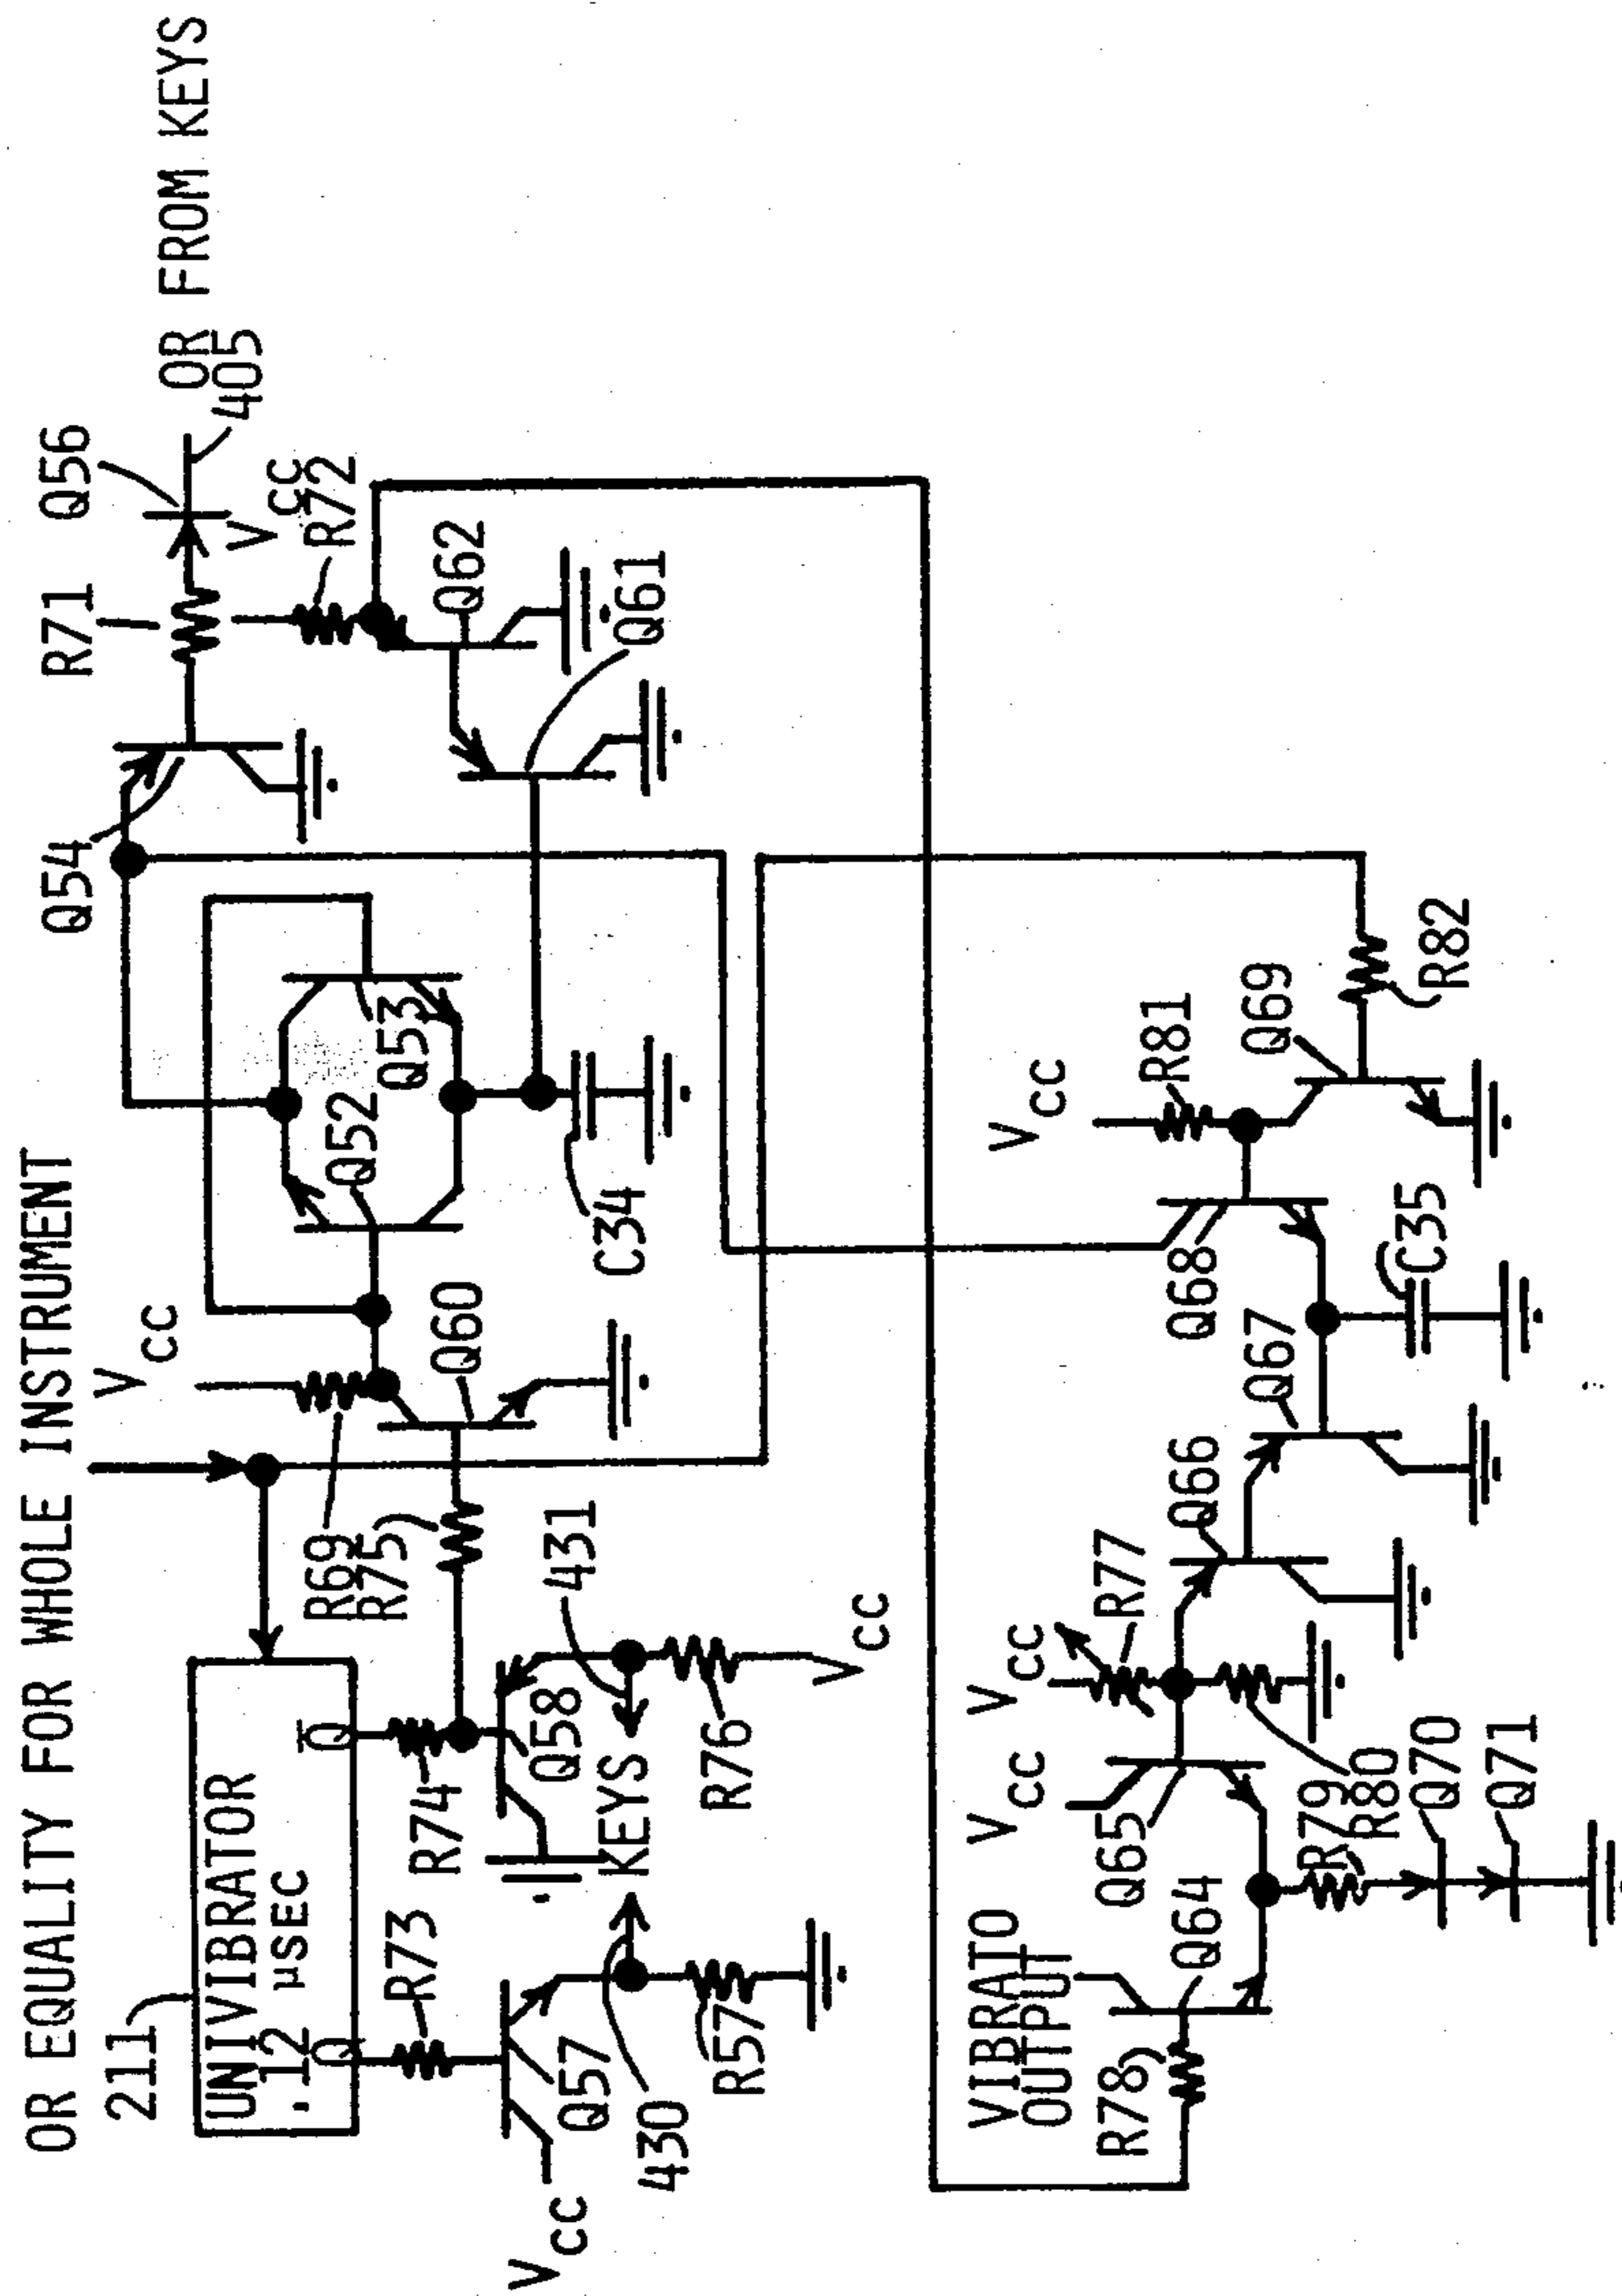 OR EQUALITY FOR WHOLE INSTRUMENT
211
UNIVIBRATOR
.12 µSEC
Q
Q̅
R73
R74
Q57
Q58
VCC
430
R57
KEYS
431
R76
VCC
R69
R75
VCC
Q60
Q52
Q53
C34
Q54
R71
Q56
OR FROM KEYS
405
VCC
R72
Q62
Q61
VIBRATO
OUTPUT
R78
Q64
Q65
VCC
VCC
R77
R79
R80
Q70
Q71
Q66
Q67
Q68
C35
VCC
R81
Q69
R82